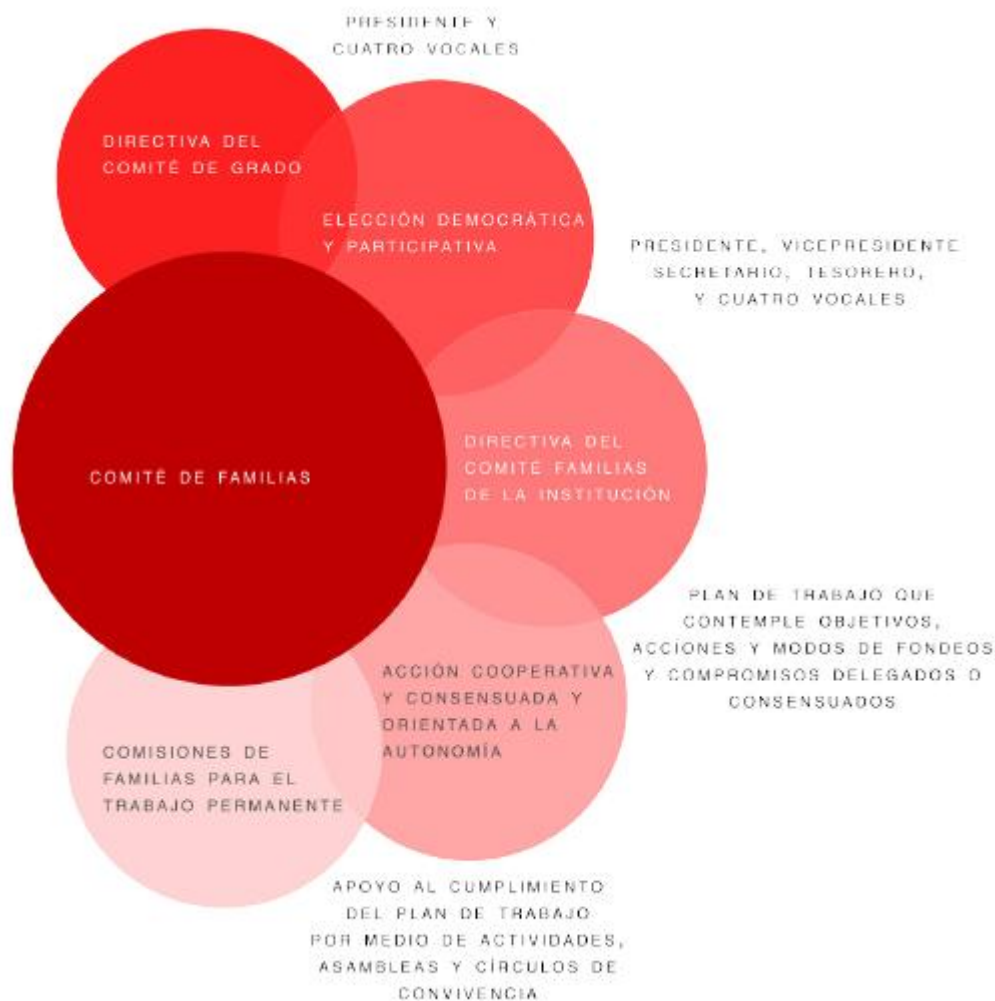 PRESIDENTE Y
CUATRO VOCALES
DIRECTIVA DEL
COMITÉ DE GRADO
ELECCIÓN DEMOCRÁTICA
Y PARTICIPATIVA
PRESIDENTE, VICEPRESIDENTE
SECRETARIO, TESORERO,
Y CUATRO VOCALES
DIRECTIVA DEL
COMITÉ FAMILIAS
DE LA INSTITUCIÓN
COMITÉ DE FAMILIAS
PLAN DE TRABAJO QUE
CONTEMPLE OBJETIVOS,
ACCIONES Y MODOS DE FONDEOS
Y COMPROMISOS DELEGADOS O
CONSENSUADOS
ACCIÓN COOPERATIVA
Y CONSENSUADA Y
ORIENTADA A LA
AUTONOMÍA
COMISIONES DE
FAMILIAS PARA EL
TRABAJO PERMANENTE
APOYO AL CUMPLIMIENTO
DEL PLAN DE TRABAJO
POR MEDIO DE ACTIVIDADES,
ASAMBLEAS Y CÍRCULOS DE
CONVIVENCIA